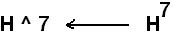 H ^ 7 ⟵ H⁷